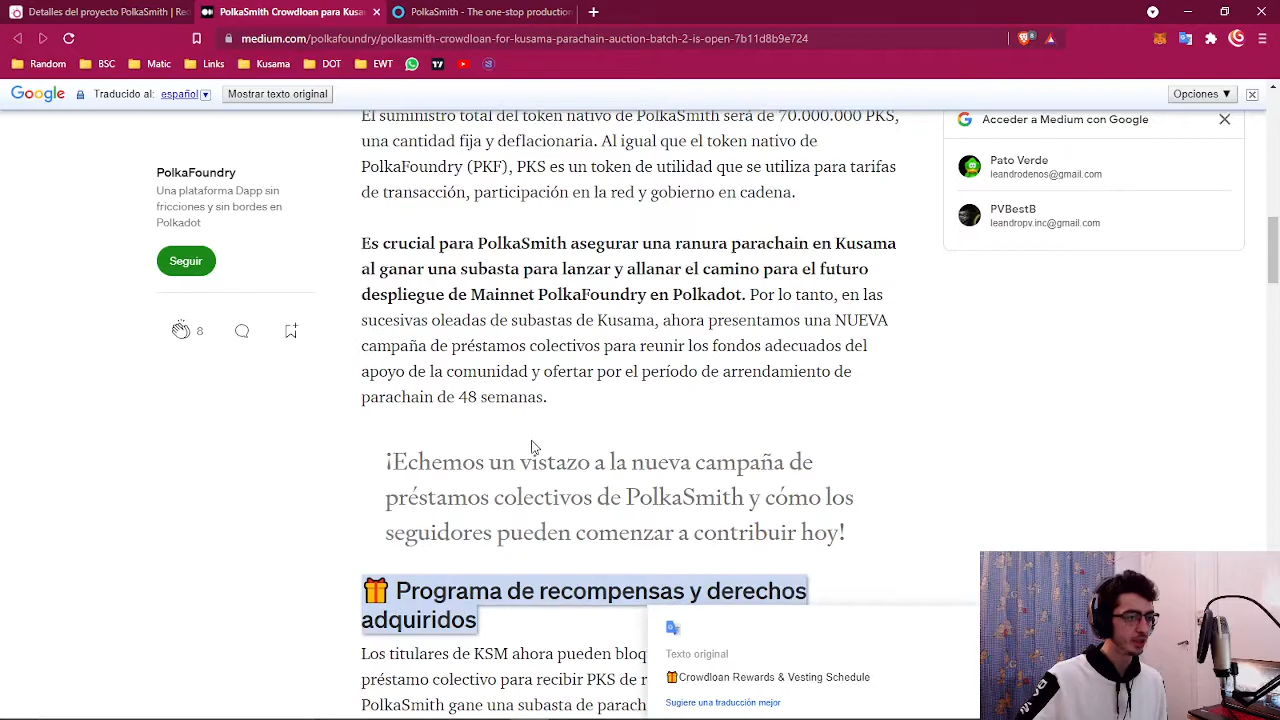 Detalles del proyecto PolkaSmith | Re
PolkaSmith Crowdloan para Kusa
PolkaSmith - The one-stop production
medium.com/polkafoundry/polkasmith-crowdloan-for-kusama-parachain-auction-batch-2-is-open-7b11d8b9e724
Random
BSC
Matic
Links
Kusama
DOT
EWT
Google
Traducido al: español
Mostrar texto original
Opciones ▼
El suministro total del token nativo de PolkaSmith será de 70.000.000 PKS,
una cantidad fija y deflacionaria. Al igual que el token nativo de
PolkaFoundry (PKF), PKS es un token de utilidad que se utiliza para tarifas
de transacción, participación en la red y gobierno en cadena.
Es crucial para PolkaSmith asegurar una ranura parachain en Kusama
al ganar una subasta para lanzar y allanar el camino para el futuro
despliegue de Mainnet PolkaFoundry en Polkadot. Por lo tanto, en las
sucesivas oleadas de subastas de Kusama, ahora presentamos una NUEVA
campaña de préstamos colectivos para reunir los fondos adecuados del
apoyo de la comunidad y ofertar por el período de arrendamiento de
parachain de 48 semanas.
¡Echemos un vistazo a la nueva campaña de
préstamos colectivos de PolkaSmith y cómo los
seguidores pueden comenzar a contribuir hoy!
🎁 Programa de recompensas y derechos
adquiridos
Los titulares de KSM ahora pueden bloq
préstamo colectivo para recibir PKS de r
PolkaSmith gane una subasta de parach
PolkaFoundry
Una plataforma Dapp sin
fricciones y sin bordes en
Polkadot
Seguir
8
Acceder a Medium con Google
Pato Verde
leandrodenos@gmail.com
PVBestB
leandropv.inc@gmail.com
Texto original
🎁Crowdloan Rewards & Vesting Schedule
Sugiere una traducción mejor